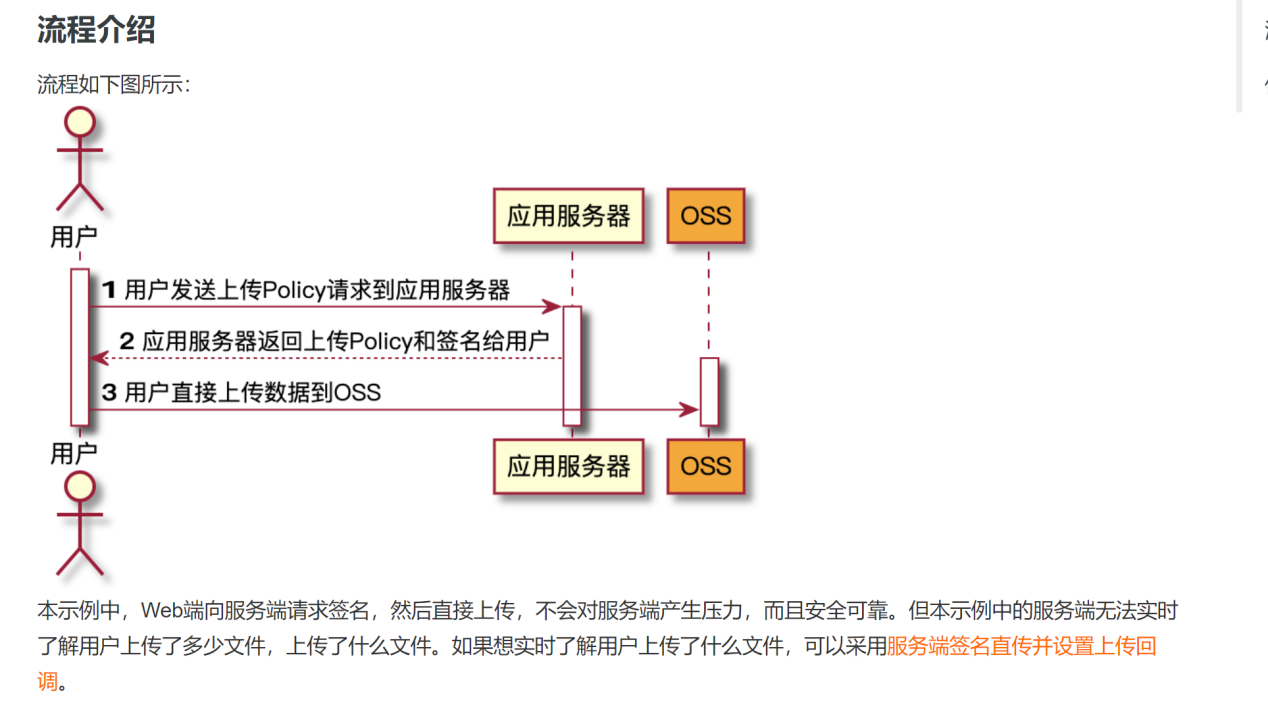 流程介绍
流程如下图所示：
用户
应用服务器
OSS
1 用户发送上传Policy请求到应用服务器
2 应用服务器返回上传Policy和签名给用户
3 用户直接上传数据到OSS
用户
应用服务器
OSS
本示例中，Web端向服务端请求签名，然后直接上传，不会对服务端产生压力，而且安全可靠。但本示例中的服务端无法实时
了解用户上传了多少文件，上传了什么文件。如果想实时了解用户上传了什么文件，可以采用服务端签名直传并设置上传回
调。